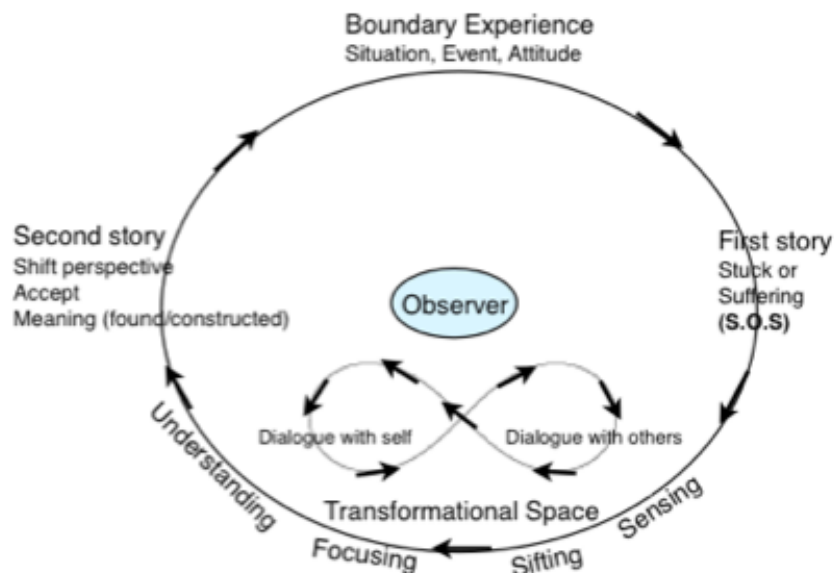 Boundary Experience
Situation, Event, Attitude
Second story
Shift perspective
Accept
Meaning (found/constructed)
First story
Stuck or
Suffering
(S.O.S)
Observer
Dialogue with self
Dialogue with others
Transformational Space
Understanding
Focusing
Sifting
Sensing